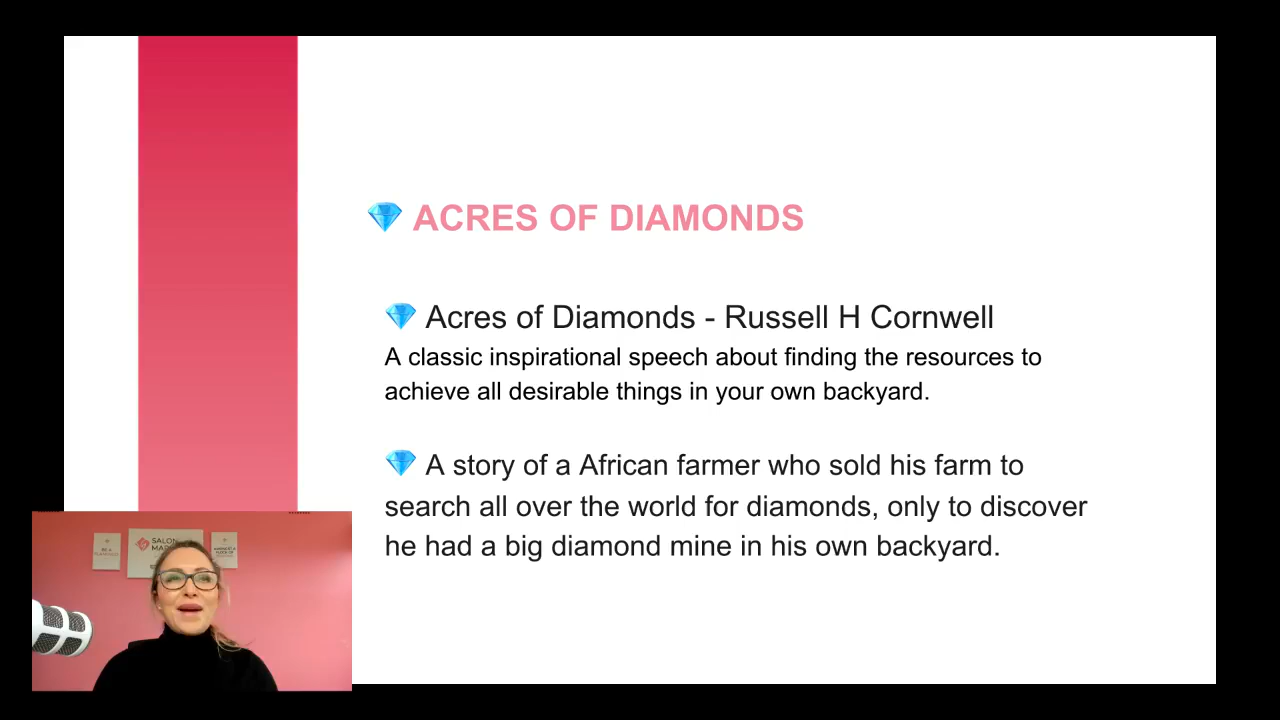 💎 ACRES OF DIAMONDS
💎 Acres of Diamonds - Russell H Cornwell
A classic inspirational speech about finding the resources to
achieve all desirable things in your own backyard.
💎 A story of a African farmer who sold his farm to
search all over the world for diamonds, only to discover
he had a big diamond mine in his own backyard.
SALON